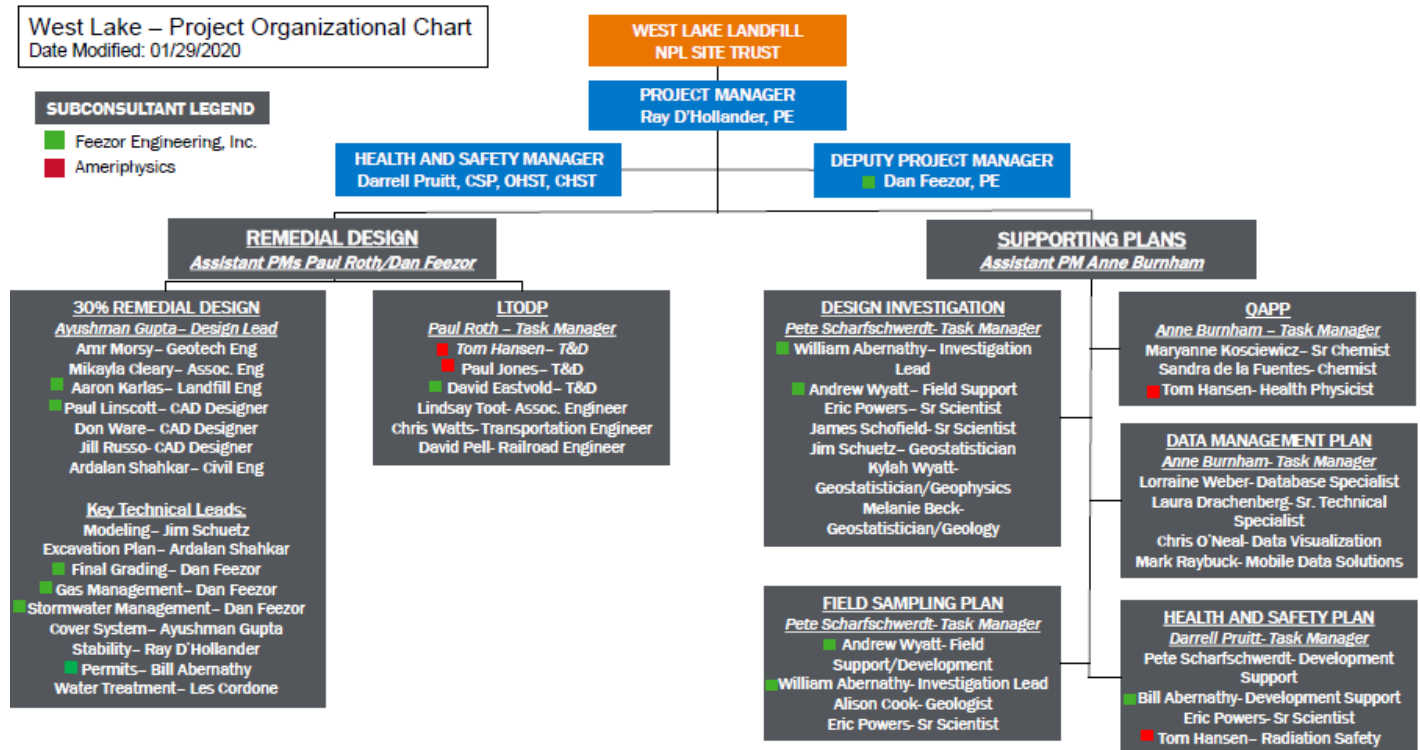 West Lake – Project Organizational Chart
Date Modified: 01/29/2020
SUBCONSULTANT LEGEND
Feezor Engineering, Inc.
Ameriphysics
WEST LAKE LANDFILL
NPL SITE TRUST
PROJECT MANAGER
Ray D'Hollander, PE
HEALTH AND SAFETY MANAGER
Darrell Pruitt, CSP, OHST, CHST
DEPUTY PROJECT MANAGER
Dan Feezor, PE
REMEDIAL DESIGN
Assistant PMs Paul Roth/Dan Feezor
SUPPORTING PLANS
Assistant PM Anne Burnham
30% REMEDIAL DESIGN
Ayushman Gupta– Design Lead
Amr Morsy– Geotech Eng
Mikayla Cleary– Assoc. Eng
Aaron Karlas– Landfill Eng
Paul Linscott– CAD Designer
Don Ware– CAD Designer
Jill Russo– CAD Designer
Ardalan Shahkar– Civil Eng
Key Technical Leads:
Modeling– Jim Schuetz
Excavation Plan– Ardalan Shahkar
Final Grading– Dan Feezor
Gas Management– Dan Feezor
Stormwater Management– Dan Feezor
Cover System– Ayushman Gupta
Stability– Ray D'Hollander
Permits– Bill Abernathy
Water Treatment– Les Cordone
LTODP
Paul Roth – Task Manager
Tom Hansen– T&D
Paul Jones– T&D
David Eastvold– T&D
Lindsay Toot- Assoc. Engineer
Chris Watts- Transportation Engineer
David Pell- Railroad Engineer
DESIGN INVESTIGATION
Pete Scharfschwerdt- Task Manager
William Abernathy– Investigation
Lead
Andrew Wyatt– Field Support
Eric Powers– Sr Scientist
James Schofield– Sr Scientist
Jim Schuetz– Geostatistician
Kylah Wyatt-
Geostatistician/Geophysics
Melanie Beck-
Geostatistician/Geology
FIELD SAMPLING PLAN
Pete Scharfschwerdt- Task Manager
Andrew Wyatt- Field
Support/Development
William Abernathy- Investigation Lead
Alison Cook- Geologist
Eric Powers- Sr Scientist
QAPP
Anne Burnham – Task Manager
Maryanne Kosciewicz– Sr Chemist
Sandra de la Fuentes- Chemist
Tom Hansen- Health Physicist
DATA MANAGEMENT PLAN
Anne Burnham- Task Manager
Lorraine Weber- Database Specialist
Laura Drachenberg- Sr. Technical
Specialist
Chris O'Neal- Data Visualization
Mark Raybuck- Mobile Data Solutions
HEALTH AND SAFETY PLAN
Darrell Pruitt- Task Manager
Pete Scharfschwerdt- Development
Support
Bill Abernathy- Development Support
Eric Powers- Sr Scientist
Tom Hansen– Radiation Safety